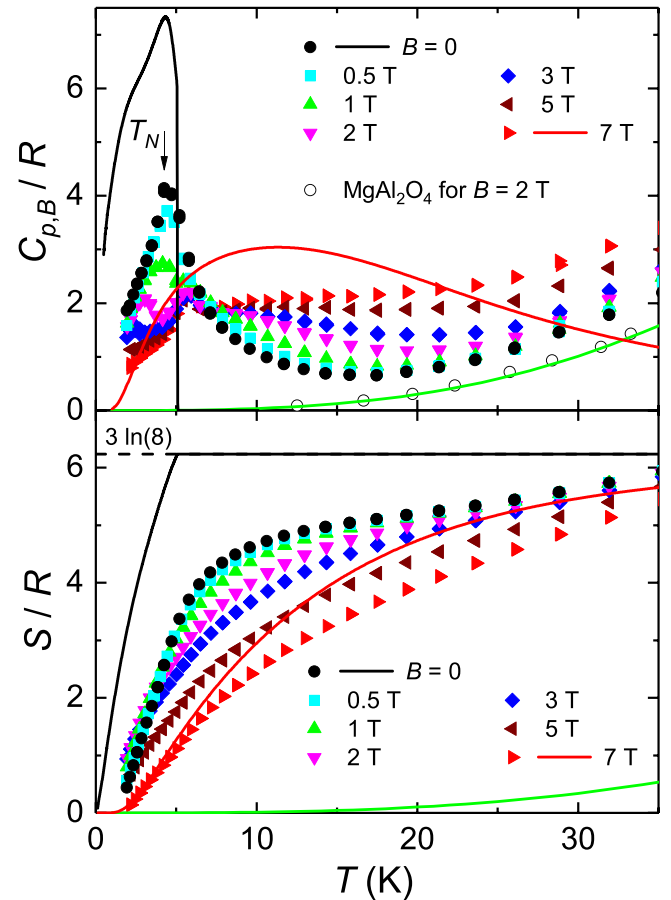 6
4
2
0
C_{p,B} / R
T_N
B = 0
0.5 T
3 T
1 T
5 T
2 T
7 T
MgAl₂O₄ for B = 2 T
3 ln(8)
6
4
2
0
S / R
B = 0
0.5 T
3 T
1 T
5 T
2 T
7 T
0
10
20
30
T (K)